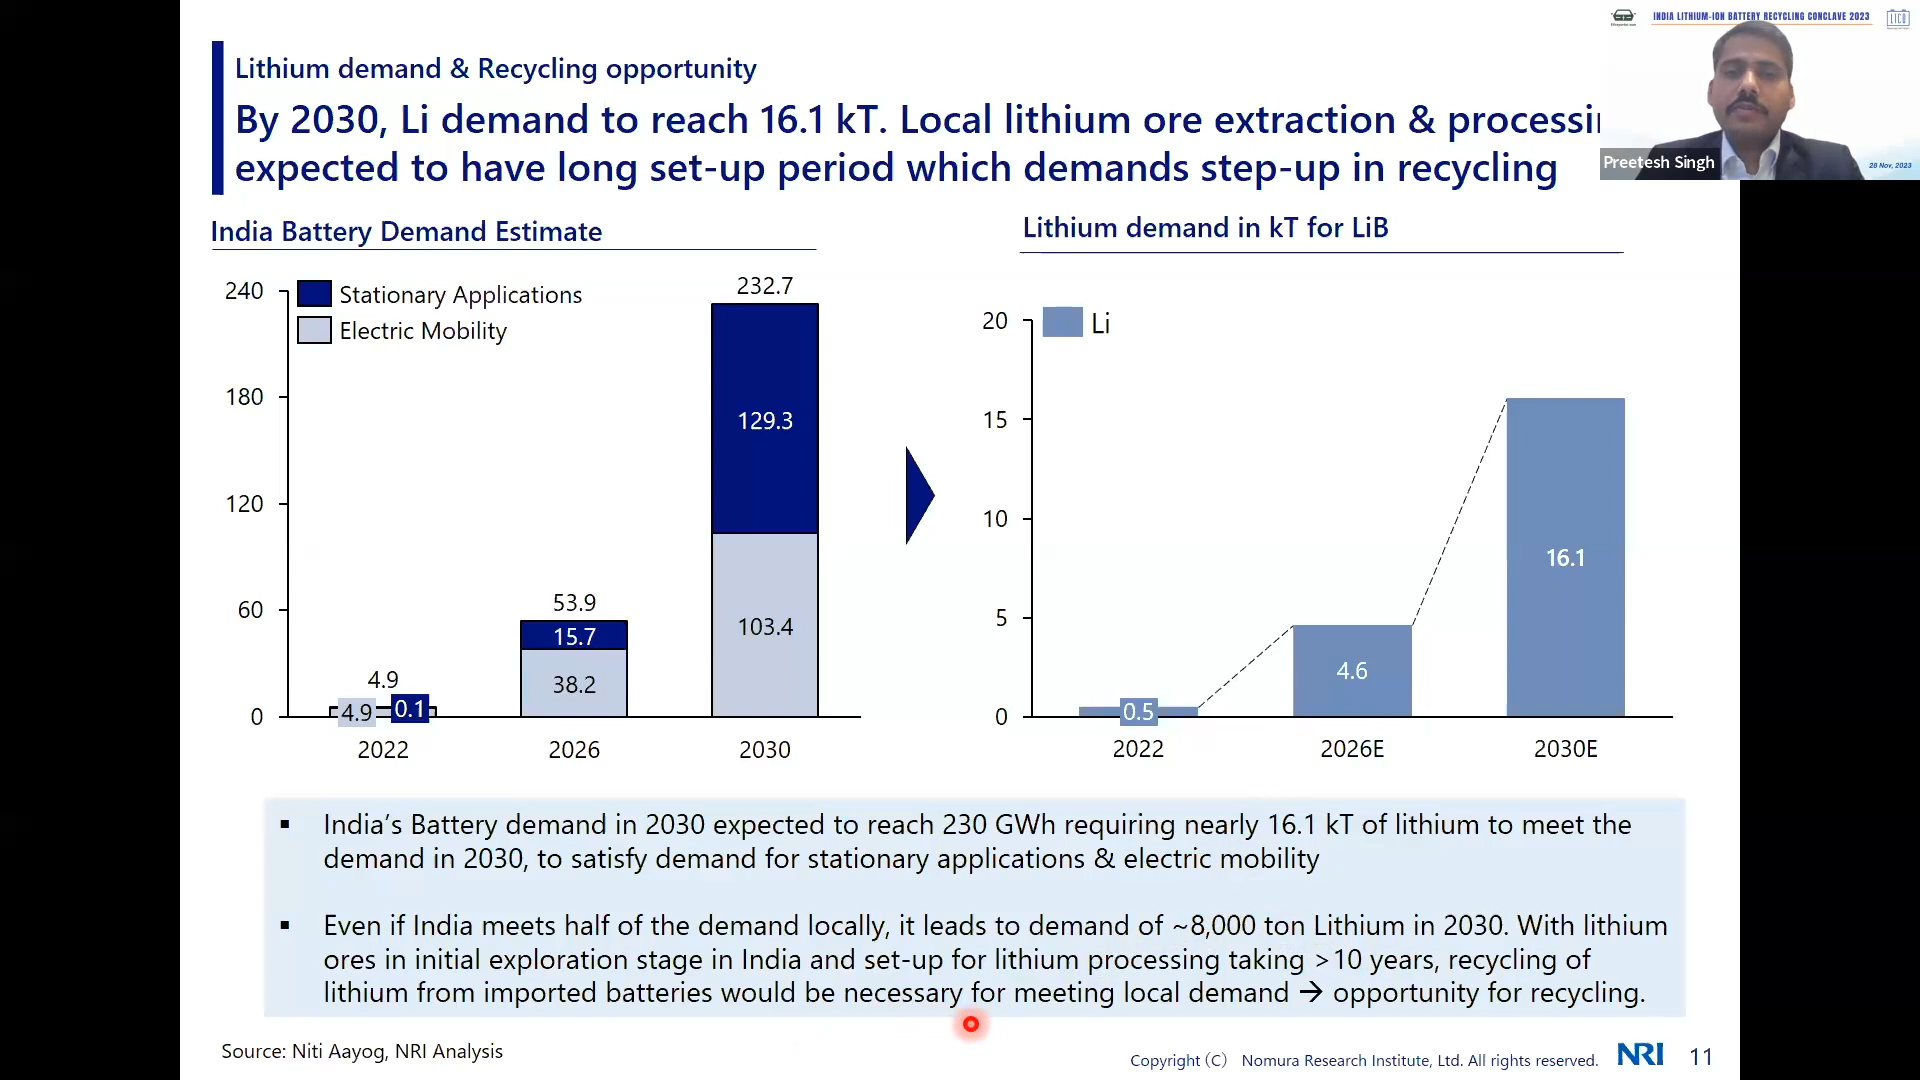 INDIA LITHIUM-ION BATTERY RECYCLING CONCLAVE 2023
LICO
Preetesh Singh
28 Nov, 2023
Lithium demand & Recycling opportunity
By 2030, Li demand to reach 16.1 kT. Local lithium ore extraction & processi
expected to have long set-up period which demands step-up in recycling
India Battery Demand Estimate
240
180
120
60
0
Stationary Applications
Electric Mobility
4.9
4.9
0.1
53.9
15.7
38.2
232.7
129.3
103.4
2022
2026
2030
Lithium demand in kT for LiB
20
15
10
5
0
Li
0.5
4.6
16.1
2022
2026E
2030E
▪ India’s Battery demand in 2030 expected to reach 230 GWh requiring nearly 16.1 kT of lithium to meet the
demand in 2030, to satisfy demand for stationary applications & electric mobility
▪ Even if India meets half of the demand locally, it leads to demand of ~8,000 ton Lithium in 2030. With lithium
ores in initial exploration stage in India and set-up for lithium processing taking >10 years, recycling of
lithium from imported batteries would be necessary for meeting local demand → opportunity for recycling.
Source: Niti Aayog, NRI Analysis
Copyright (C) Nomura Research Institute, Ltd. All rights reserved.
NRI
11